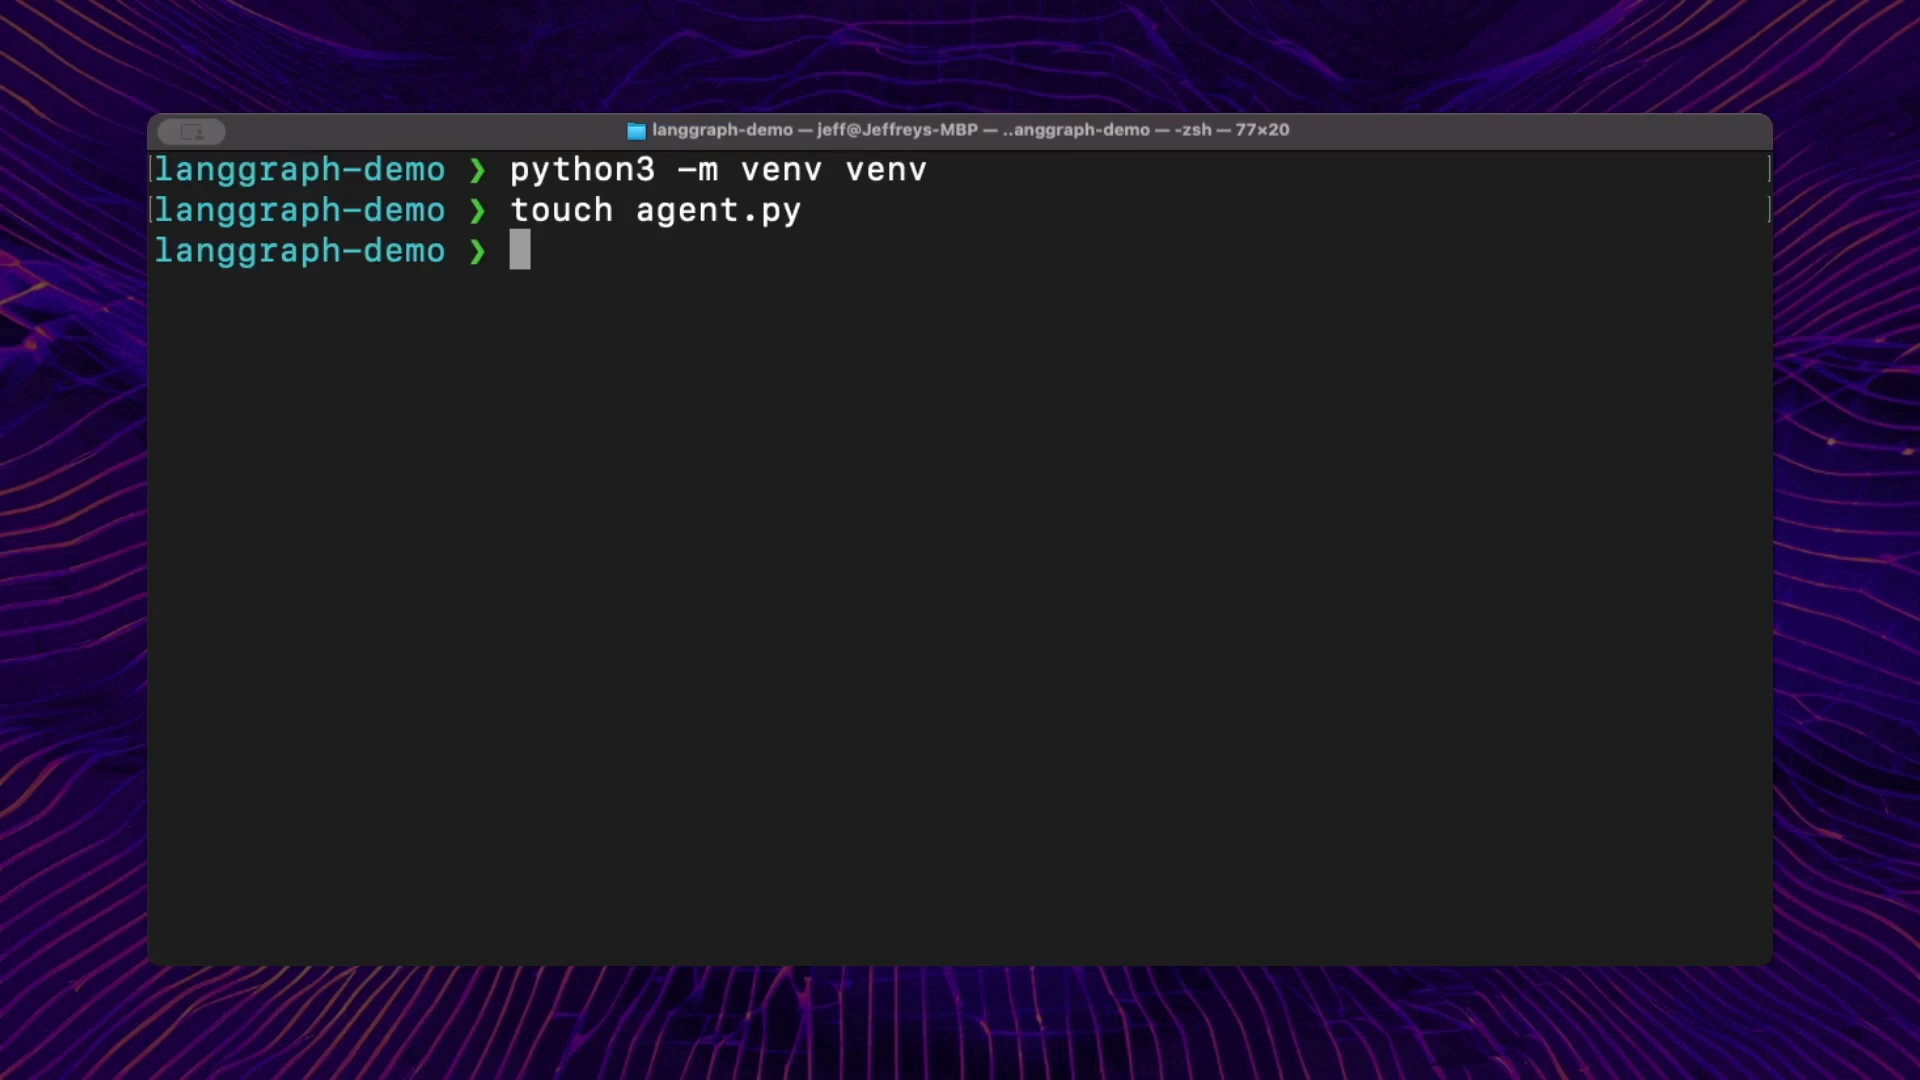 langgraph-demo — jeff@Jeffreys-MBP — ..anggraph-demo — -zsh — 77×20
[langgraph-demo ❯ python3 -m venv venv ]
[langgraph-demo ❯ touch agent.py ]
langgraph-demo ❯